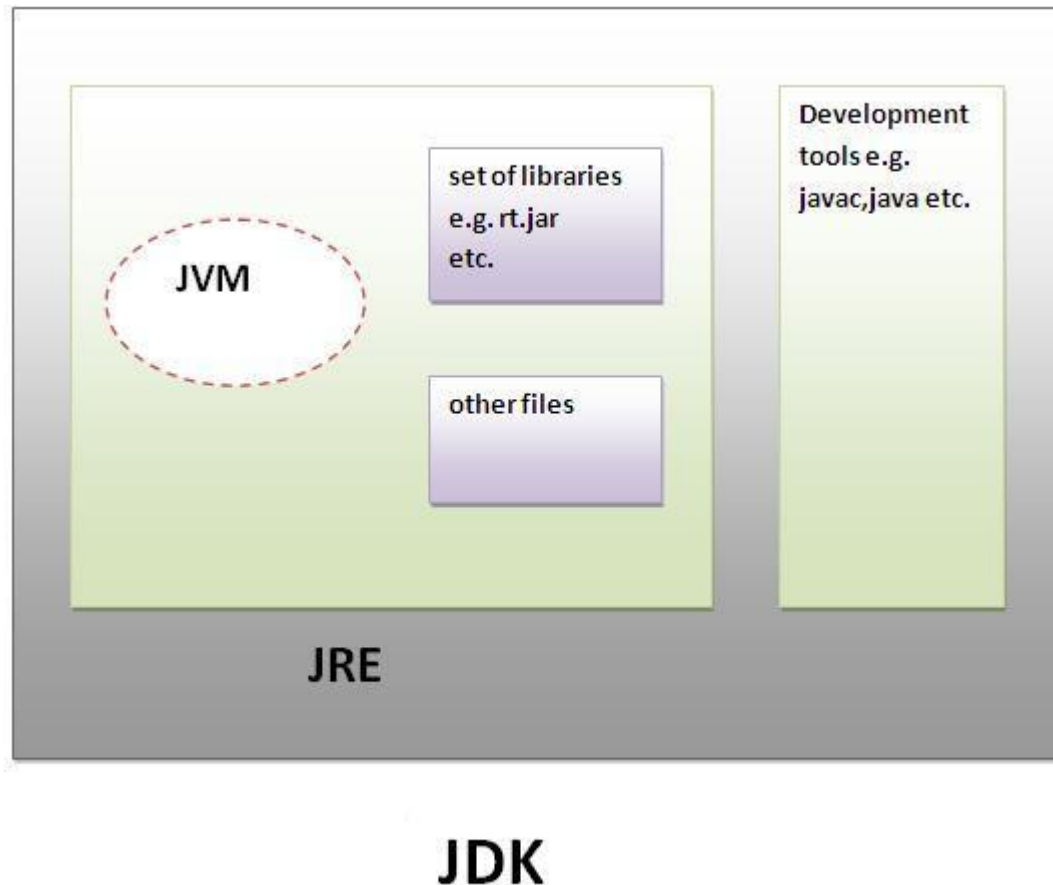 JVM
set of libraries
e.g. rt.jar
etc.
other files
Development
tools e.g.
javac,java etc.
JRE
JDK